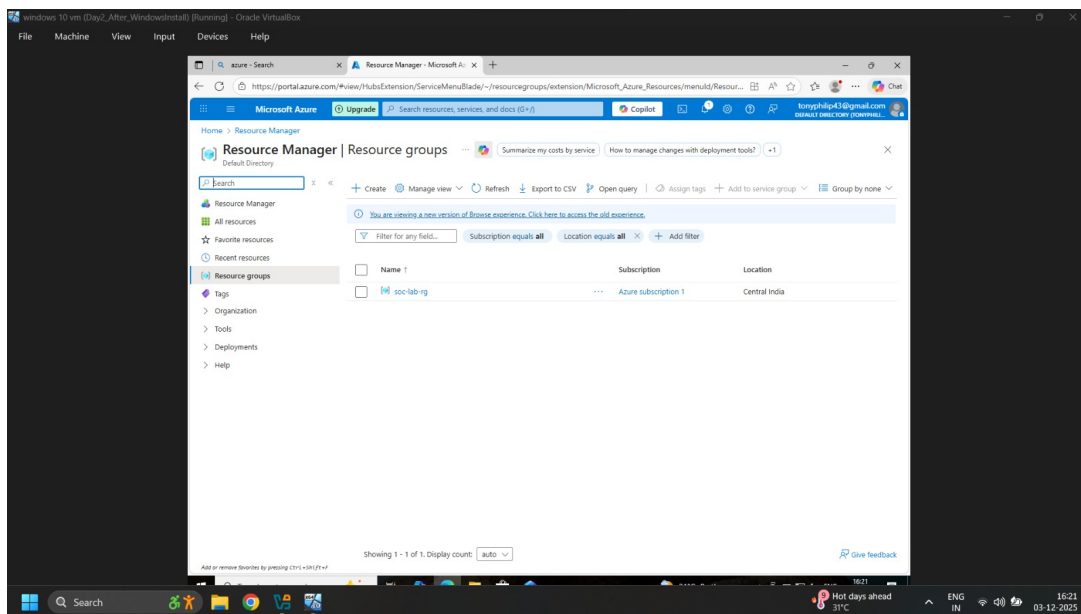 windows 10 vm (Day2_After_WindowsInstall) [Running] - Oracle VirtualBox
File Machine View Input Devices Help
azure - Search
Resource Manager - Microsoft Az
https://portal.azure.com/#view/HubsExtension/ServiceMenuBlade/~/resourcegroups/extension/Microsoft_Azure_Resources/menuId/Resour...
Chat
Microsoft Azure
Upgrade
Search resources, services, and docs (G+/)
Copilot
tonyphilip43@gmail.com
DEFAULT DIRECTORY (TONYPHILI...
Home > Resource Manager
Resource Manager | Resource groups
Summarize my costs by service
How to manage changes with deployment tools?
+1
Default Directory
Search
Create Manage view Refresh Export to CSV Open query Assign tags Add to service group Group by none
You are viewing a new version of Browse experience. Click here to access the old experience.
Filter for any field...
Subscription equals all
Location equals all
Add filter
Resource Manager
All resources
Favorite resources
Recent resources
Resource groups
Tags
Organization
Tools
Deployments
Help
Name ↑ Subscription Location
soc-lab-rg ... Azure subscription 1 Central India
Showing 1 - 1 of 1. Display count: auto
Give feedback
Add or remove favorites by pressing Ctrl+Shift+F
16:21
Search
9
Hot days ahead
31°C
ENG
IN
16:21
03-12-2025